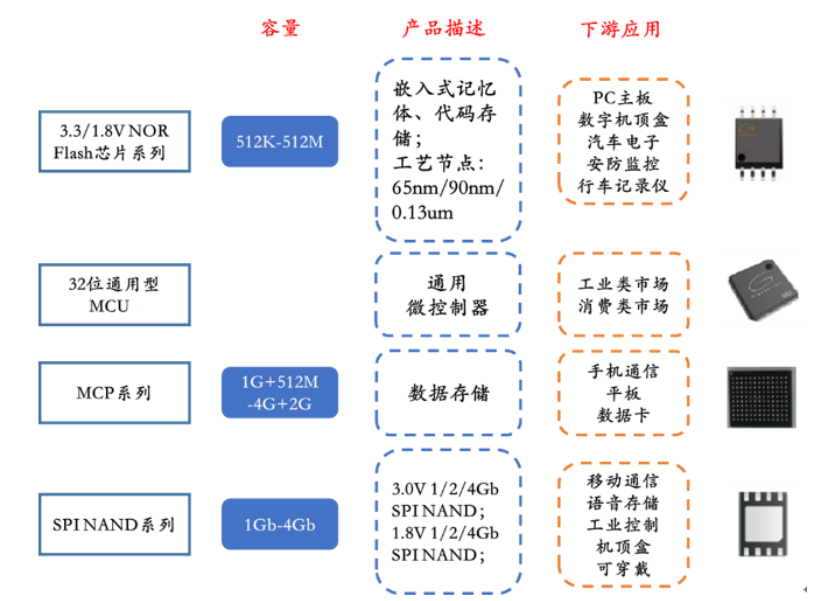 容量
产品描述
下游应用
3.3/1.8V NOR
Flash芯片系列
512K-512M
嵌入式记忆
体、代码存
储；
工艺节点：
65nm/90nm/
0.13um
PC主板
数字机顶盒
汽车电子
安防监控
行车记录仪
32位通用型
MCU
通用
微控制器
工业类市场
消费类市场
MCP系列
1G+512M
-4G+2G
数据存储
手机通信
平板
数据卡
SPI NAND系列
1Gb-4Gb
3.0V 1/2/4Gb
SPI NAND；
1.8V 1/2/4Gb
SPI NAND；
移动通信
语音存储
工业控制
机顶盒
可穿戴